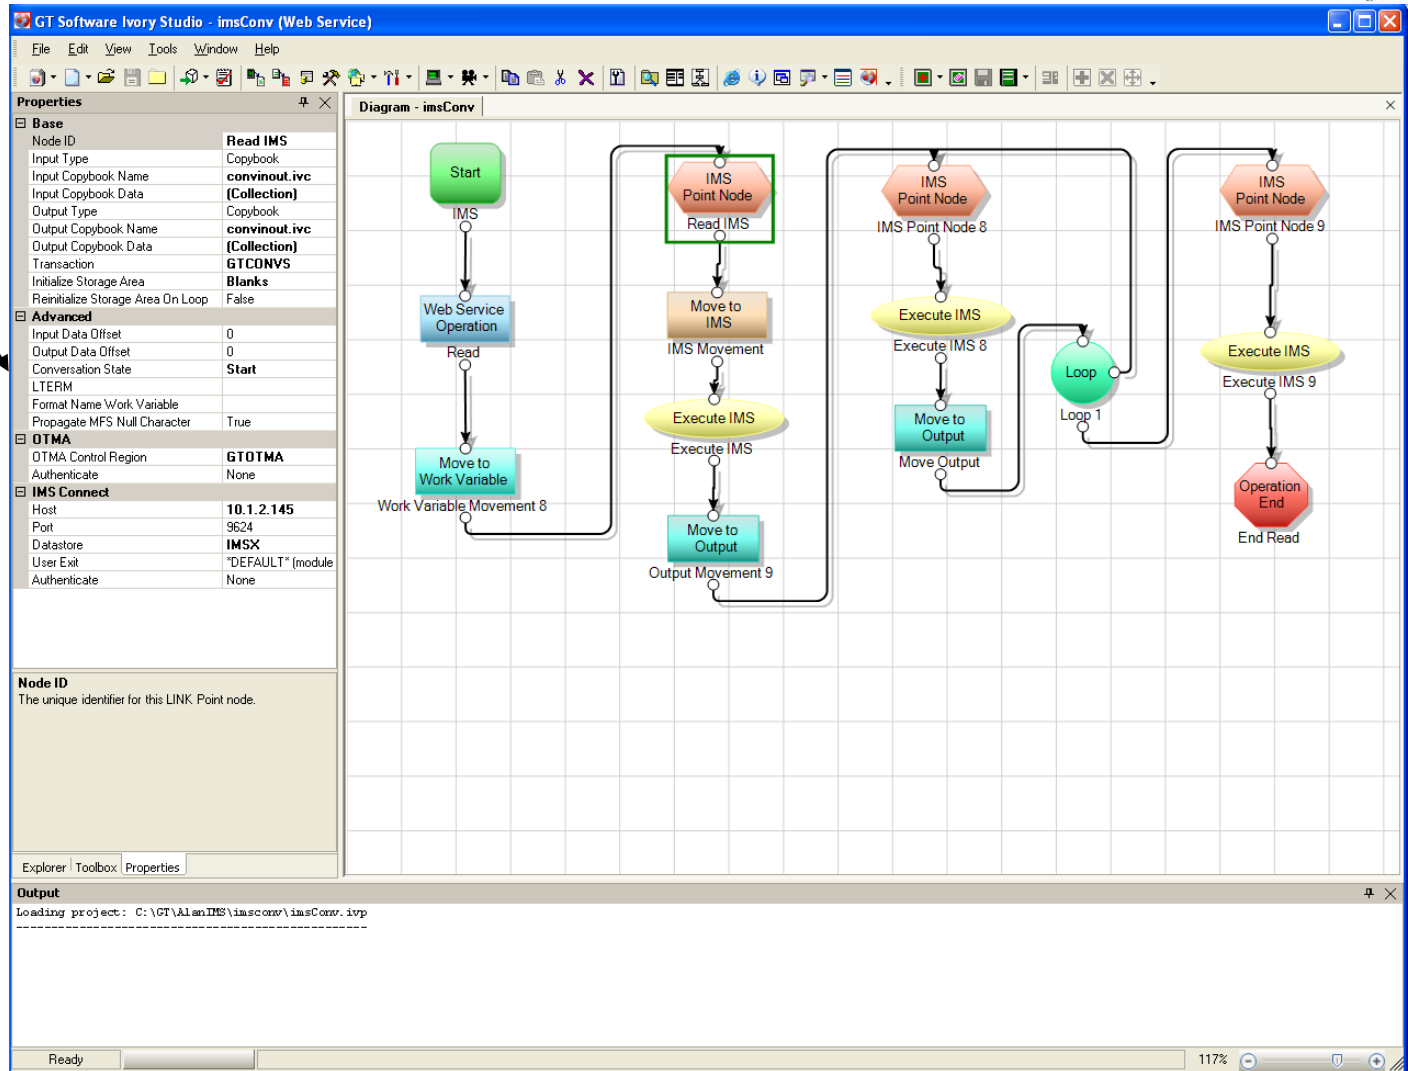 GT Software Ivory Studio - imsConv (Web Service)
File Edit View Tools Window Help
Properties
Base
Node ID Read IMS
Input Type Copybook
Input Copybook Name convinout.ivc
Input Copybook Data (Collection)
Output Type Copybook
Output Copybook Name convinout.ivc
Output Copybook Data (Collection)
Transaction GTCONVS
Initialize Storage Area Blanks
Reinitialize Storage Area On Loop False
Advanced
Input Data Offset 0
Output Data Offset 0
Conversation State Start
LTERM
Format Name Work Variable
Propagate MFS Null Character True
OTMA
OTMA Control Region GTOTMA
Authenticate None
IMS Connect
Host 10.1.2.145
Port 9624
Datastore IMSX
User Exit *DEFAULT* (module
Authenticate None
Node ID
The unique identifier for this LINK Point node.
Explorer Toolbox Properties
Diagram - imsConv
Start
IMS
Web Service
Operation
Read
Move to
Work Variable
Work Variable Movement 8
IMS
Point Node
Read IMS
Move to
IMS
IMS Movement
Execute IMS
Execute IMS
Move to
Output
Output Movement 9
IMS
Point Node
IMS Point Node 8
Execute IMS
Execute IMS 8
Move to
Output
Move Output
Loop
Loop 1
IMS
Point Node
IMS Point Node 9
Execute IMS
Execute IMS 9
Operation
End
End Read
Output
Loading project: C:\GT\AlanIMS\imsconv\imsConv.ivp
--------------------------------------------------
Ready
117%